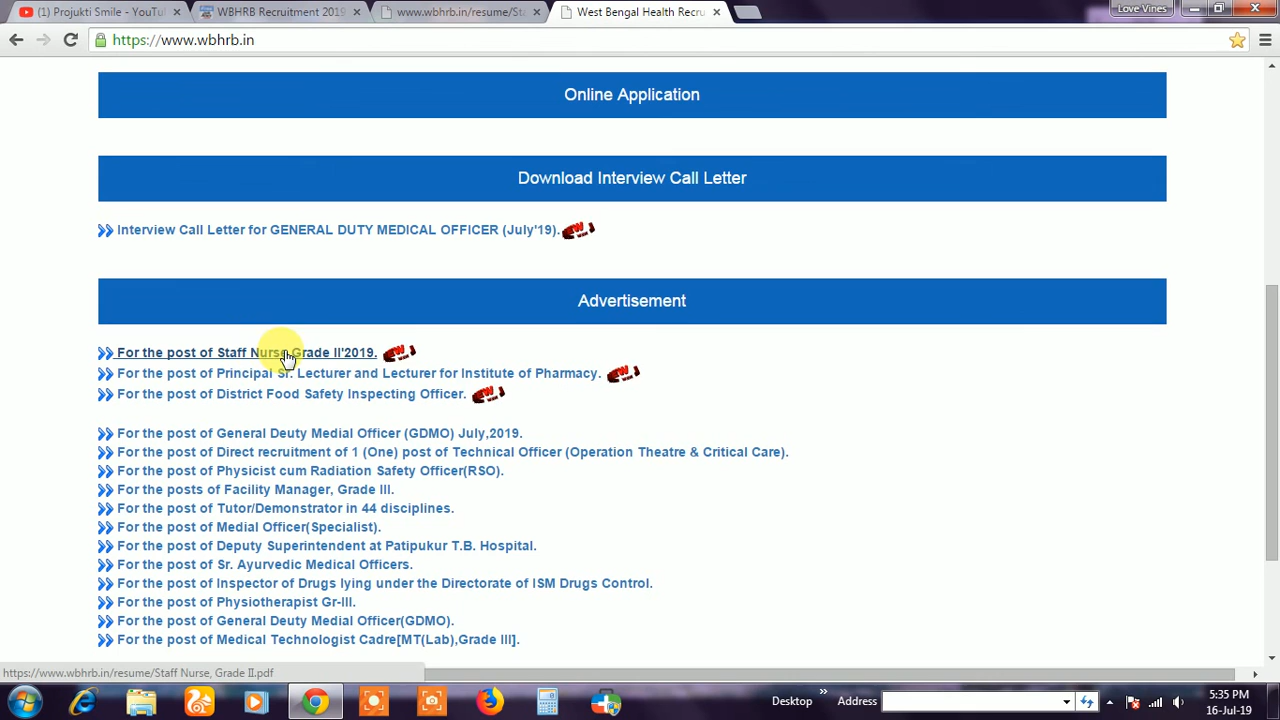 (1) Projukti Smile - YouTu
WBHRB Recruitment 2019
www.wbhrb.in/resume/Sta
West Bengal Health Recru
Love Vines
https://www.wbhrb.in
Online Application
Download Interview Call Letter
Interview Call Letter for GENERAL DUTY MEDICAL OFFICER (July'19).
Advertisement
For the post of Staff Nurse Grade II'2019.
For the post of Principal Sr. Lecturer and Lecturer for Institute of Pharmacy.
For the post of District Food Safety Inspecting Officer.
For the post of General Deuty Medial Officer (GDMO) July,2019.
For the post of Direct recruitment of 1 (One) post of Technical Officer (Operation Theatre & Critical Care).
For the post of Physicist cum Radiation Safety Officer(RSO).
For the posts of Facility Manager, Grade III.
For the post of Tutor/Demonstrator in 44 disciplines.
For the post of Medial Officer(Specialist).
For the post of Deputy Superintendent at Patipukur T.B. Hospital.
For the post of Sr. Ayurvedic Medical Officers.
For the post of Inspector of Drugs lying under the Directorate of ISM Drugs Control.
For the post of Physiotherapist Gr-III.
For the post of General Deuty Medial Officer(GDMO).
For the post of Medical Technologist Cadre[MT(Lab),Grade III].
https://www.wbhrb.in/resume/Staff Nurse, Grade II.pdf
Desktop
Address
5:35 PM
16-Jul-19